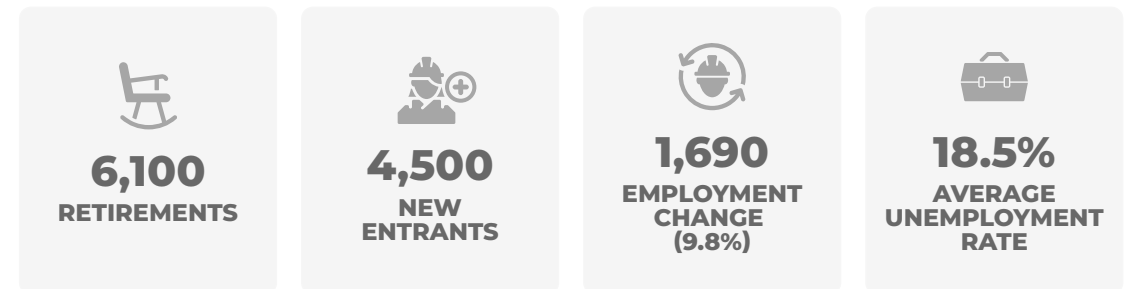 6,100
RETIREMENTS
4,500
NEW
ENTRANTS
1,690
EMPLOYMENT
CHANGE
(9.8%)
18.5%
AVERAGE
UNEMPLOYMENT
RATE